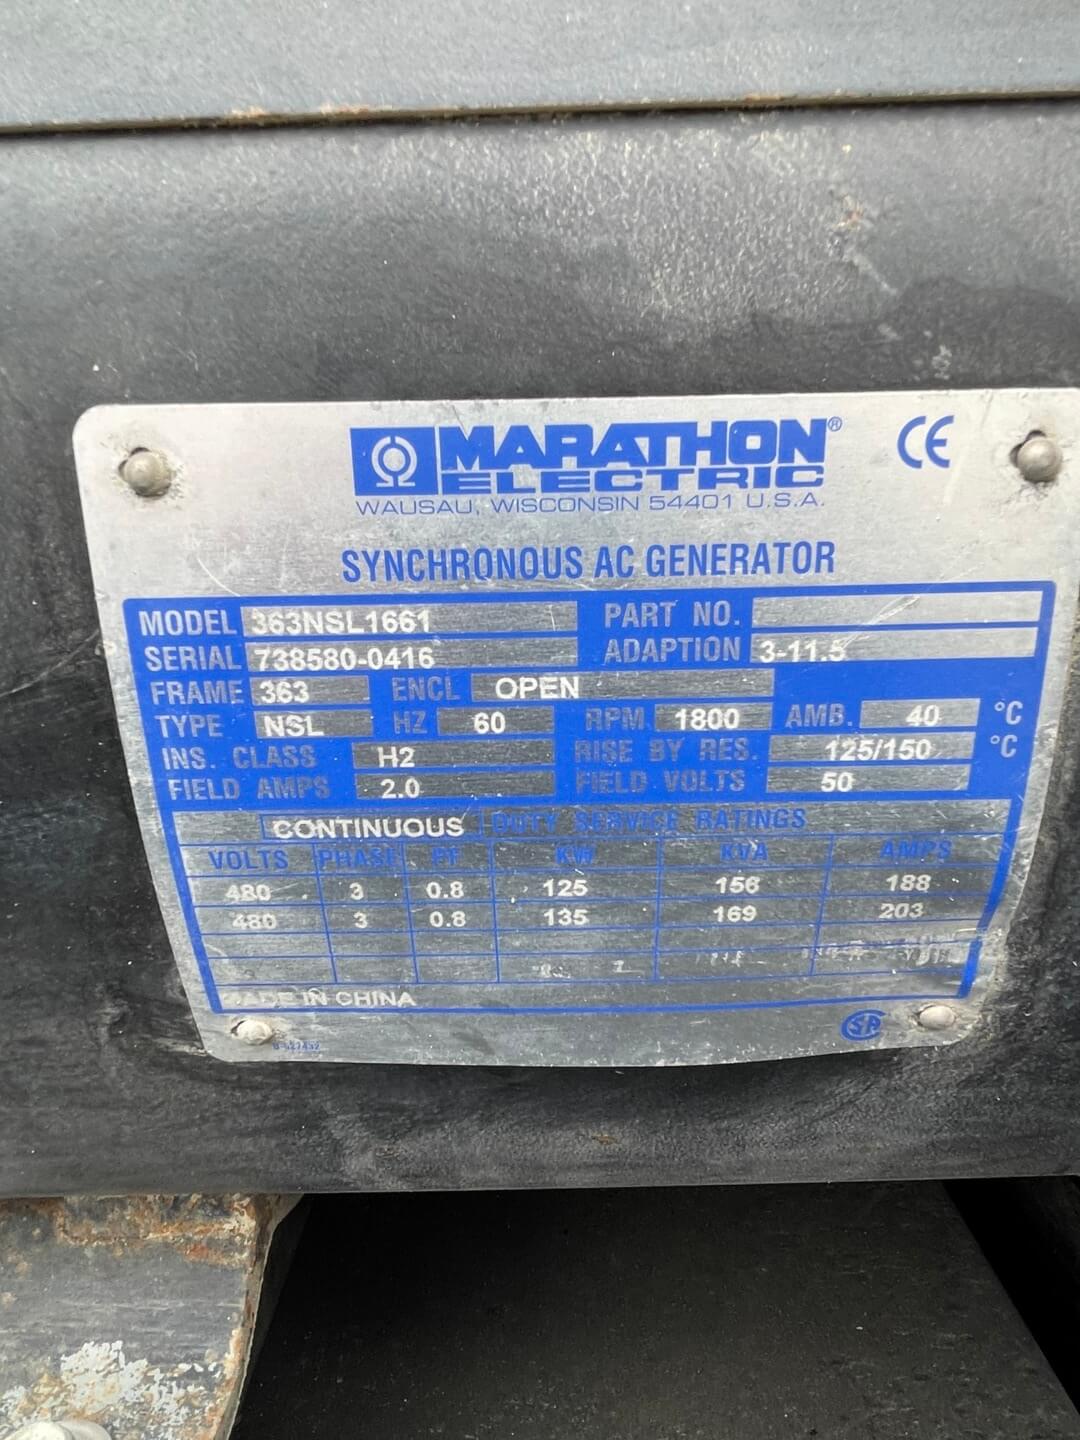 MARATHON®
ELECTRIC
CE
WAUSAU, WISCONSIN 54401 U.S.A.
SYNCHRONOUS AC GENERATOR
MODEL 363NSL1661 PART NO.
SERIAL 738580-0416 ADAPTION 3-11.5
FRAME 363 ENCL OPEN
TYPE NSL HZ 60 RPM 1800 AMB. 40 °C
INS. CLASS H2 RISE BY RES. 125/150 °C
FIELD AMPS 2.0 FIELD VOLTS 50
CONTINUOUS DUTY SERVICE RATINGS
VOLTS PHASE PF KW KVA AMPS
480 3 0.8 125 156 188
480 3 0.8 135 169 203
MADE IN CHINA